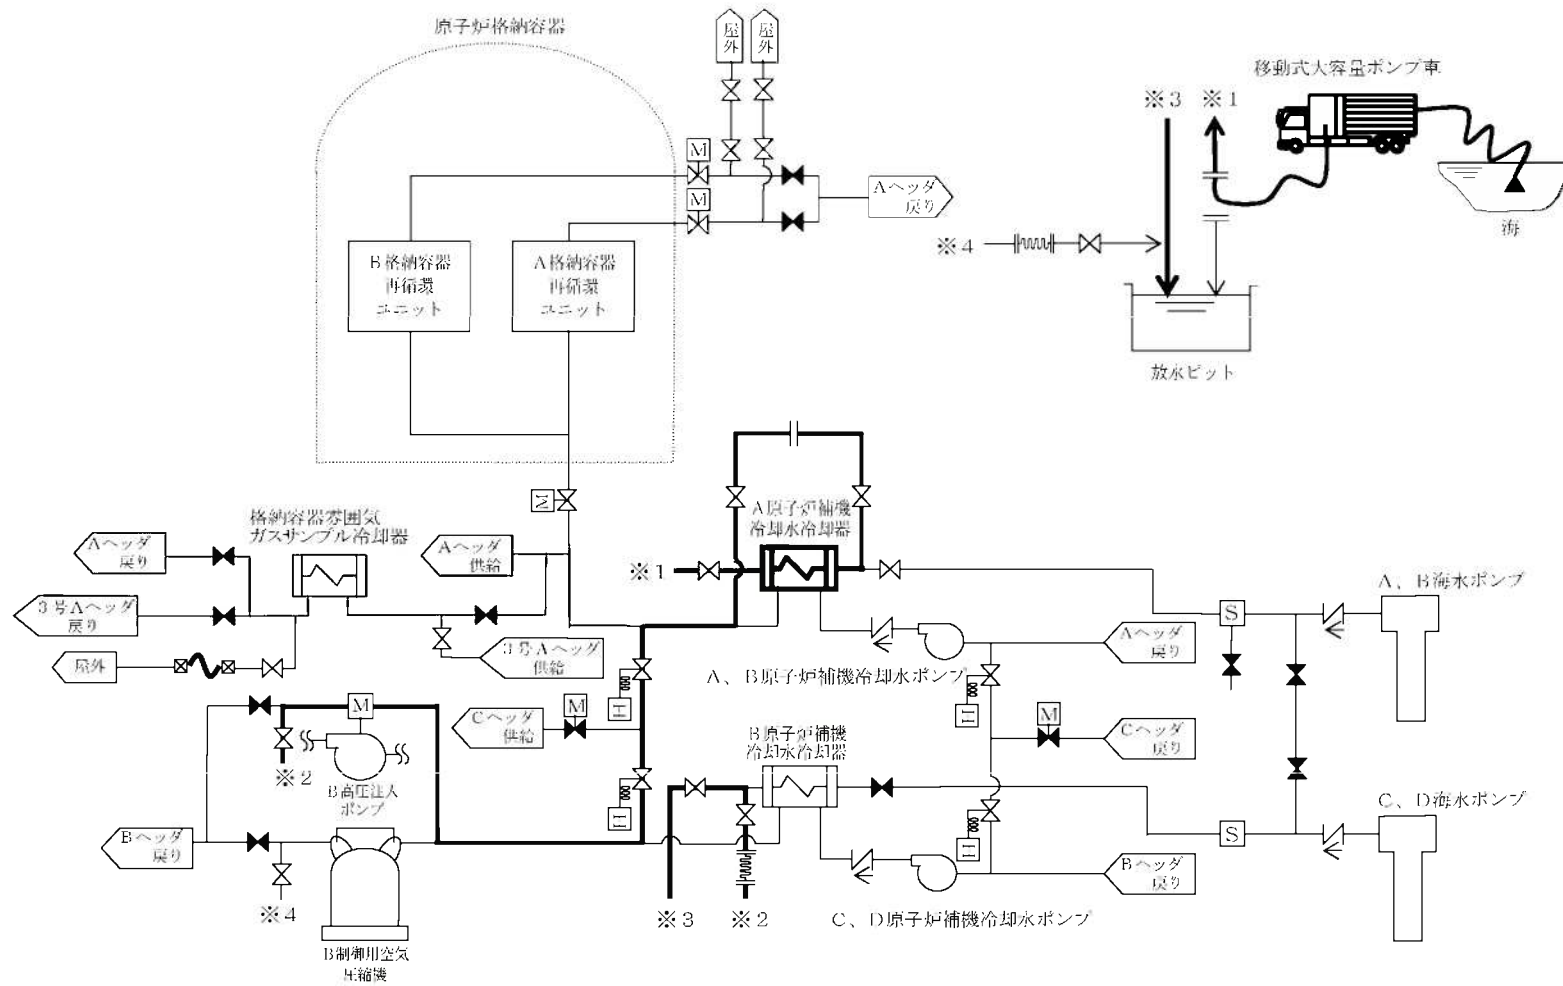 原子炉格納容器
屋外
屋外
移動式大容量ポンプ車
※3
※1
M
M
Aヘッダ
戻り
※4
海
B格納容器
再循環
ユニット
A格納容器
再循環
ユニット
放水ピット
M
A原子炉補機
冷却水冷却器
格納容器雰囲気
ガスサンプル冷却器
Aヘッダ
戻り
Aヘッダ
供給
※1
A、B海水ポンプ
3号Aヘッダ
戻り
S
屋外
3号Aヘッダ
供給
Aヘッダ
戻り
A、B原子炉補機冷却水ポンプ
H
H
M
Cヘッダ
供給
M
M
Cヘッダ
戻り
B原子炉補機
冷却水冷却器
※2
B高圧注入
ポンプ
C、D海水ポンプ
H
H
S
Bヘッダ
戻り
Bヘッダ
戻り
※4
※3
※2
C、D原子炉補機冷却水ポンプ
B制御用空気
圧縮機